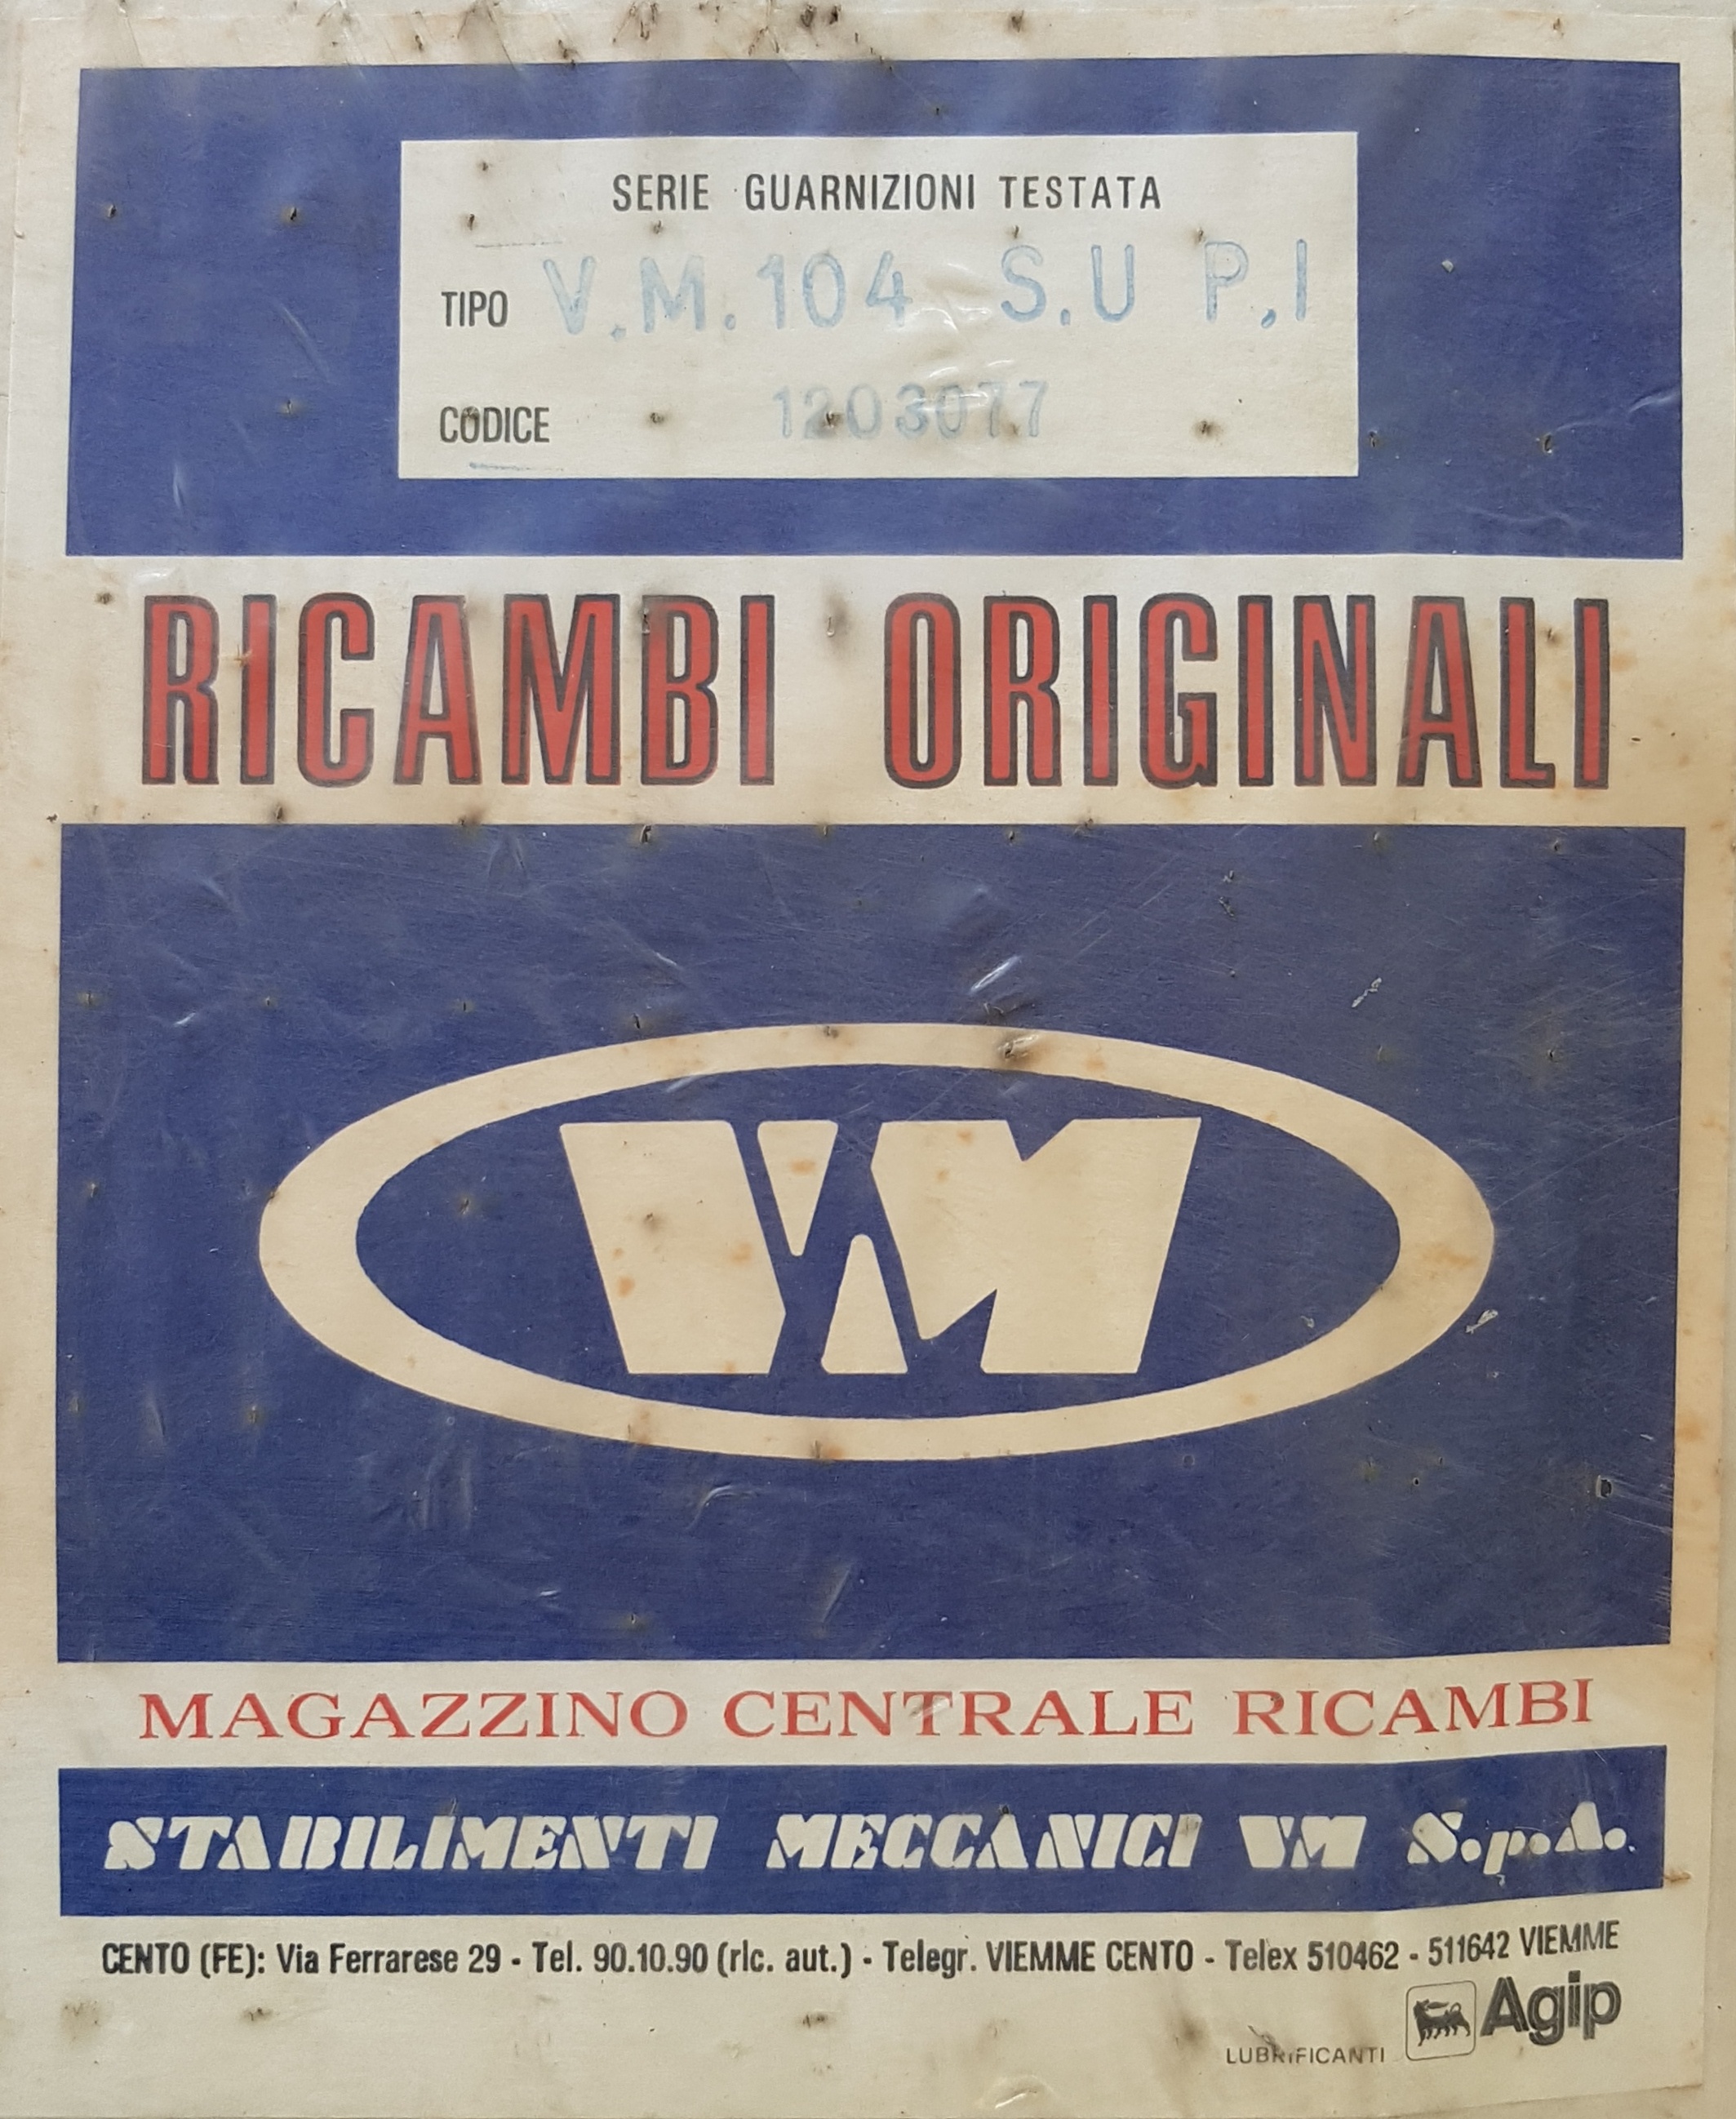 SERIE GUARNIZIONI TESTATA
TIPO V.M.104 S.U P.I
CODICE 1203077
RICAMBI ORIGINALI
VM
MAGAZZINO CENTRALE RICAMBI
STABILIMENTI MECCANICI VM S.p.A.
CENTO (FE): Via Ferrarese 29 - Tel. 90.10.90 (ric. aut.) - Telegr. VIEMME CENTO - Telex 510462 - 511642 VIEMME
LUBRIFICANTI Agip